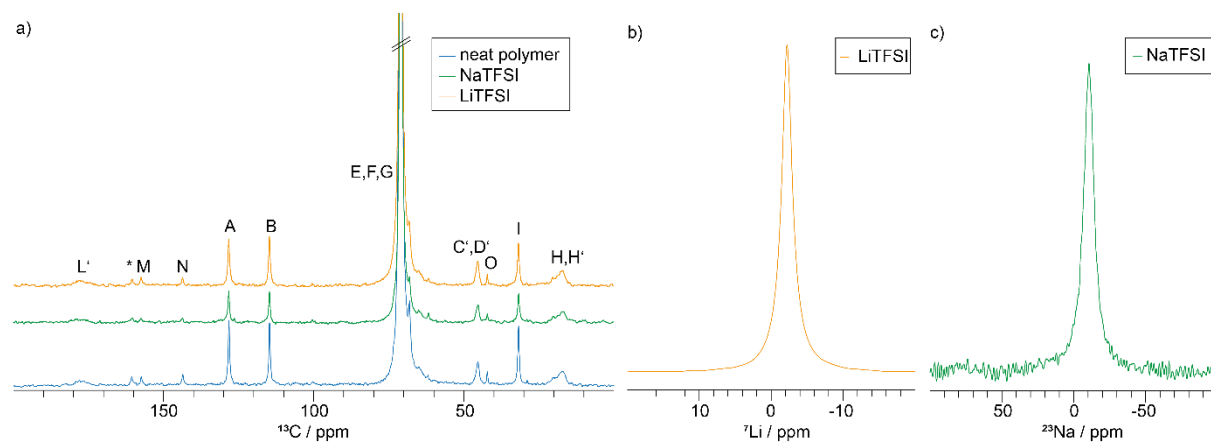 a)
neat polymer
NaTFSI
LiTFSI
E,F,G
A
B
I
C‘,D‘
L‘
* M
N
O
H,H‘
150
100
50
¹³C / ppm
b)
LiTFSI
10
0
-10
⁷Li / ppm
c)
NaTFSI
50
0
-50
²³Na / ppm